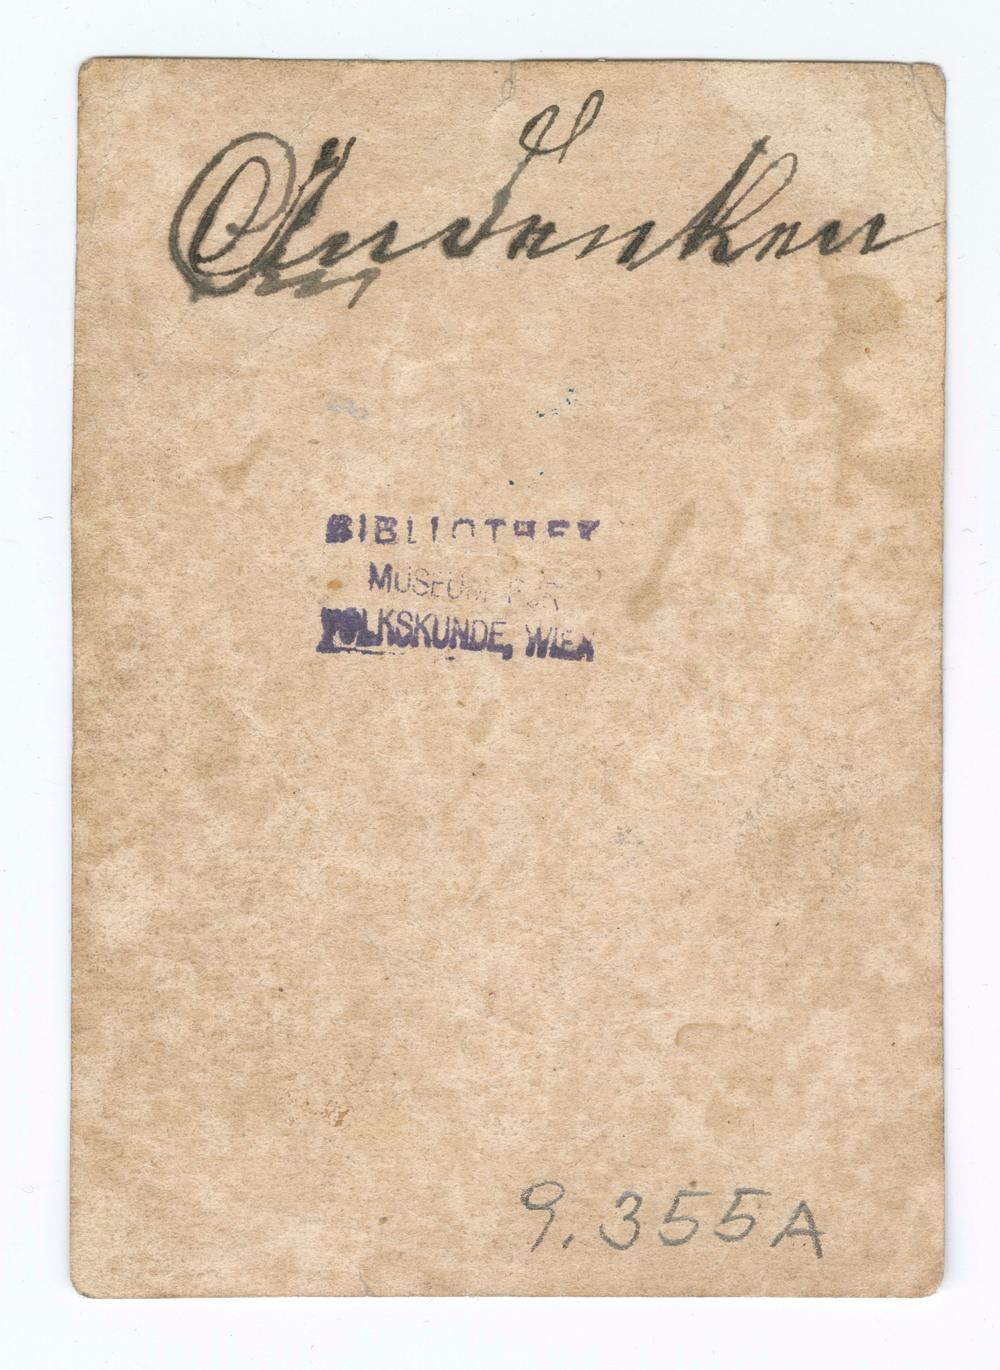 Andenken
BIBLIOTHEK
MUSEUM FÜR
VOLKSKUNDE, WIEN
9.355A